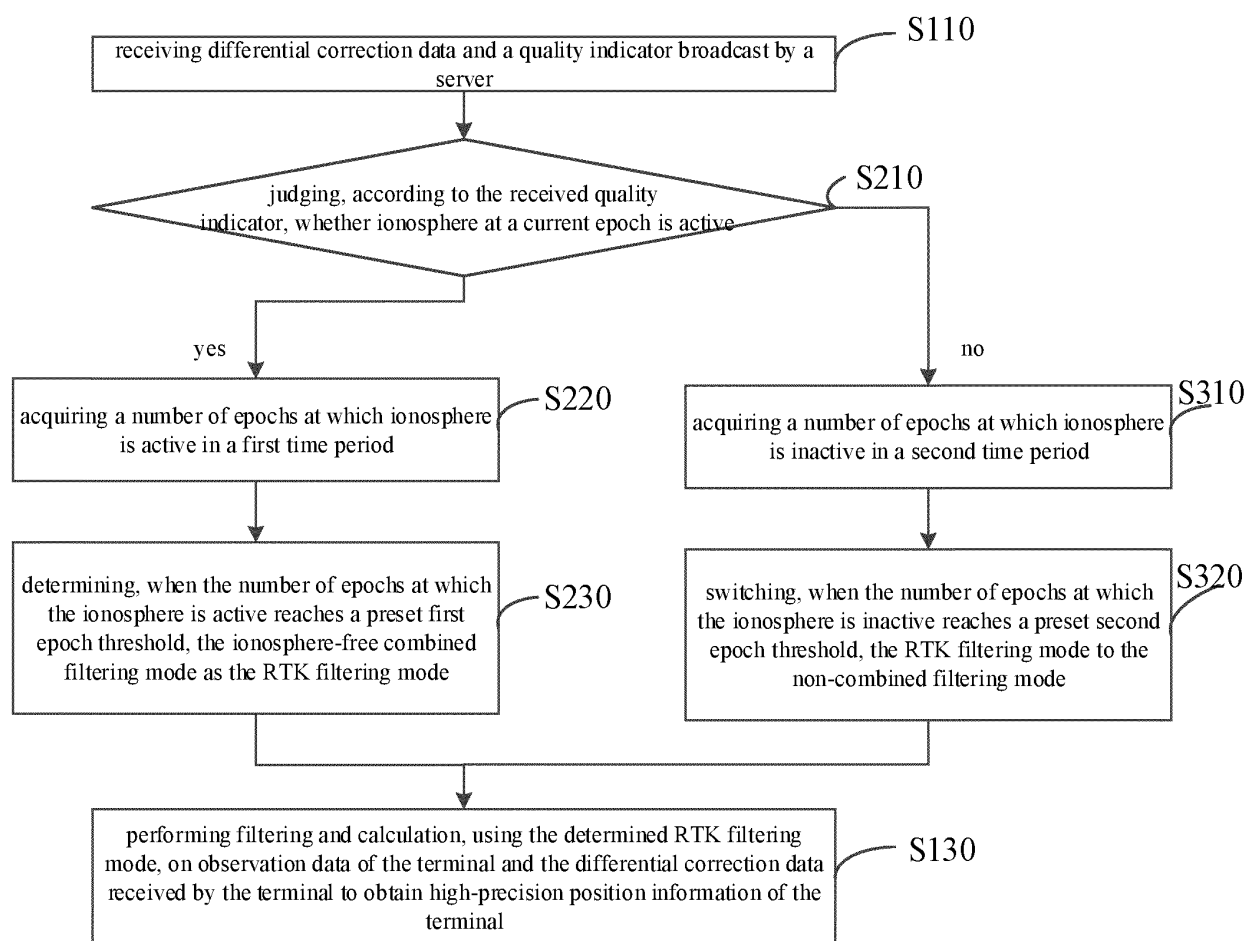 S110
receiving differential correction data and a quality indicator broadcast by a
server
S210
judging, according to the received quality
indicator, whether ionosphere at a current epoch is active
yes
no
S220
acquiring a number of epochs at which ionosphere
is active in a first time period
S310
acquiring a number of epochs at which ionosphere
is inactive in a second time period
S230
determining, when the number of epochs at which
the ionosphere is active reaches a preset first
epoch threshold, the ionosphere-free combined
filtering mode as the RTK filtering mode
S320
switching, when the number of epochs at which
the ionosphere is inactive reaches a preset second
epoch threshold, the RTK filtering mode to the
non-combined filtering mode
S130
performing filtering and calculation, using the determined RTK filtering
mode, on observation data of the terminal and the differential correction data
received by the terminal to obtain high-precision position information of the
terminal